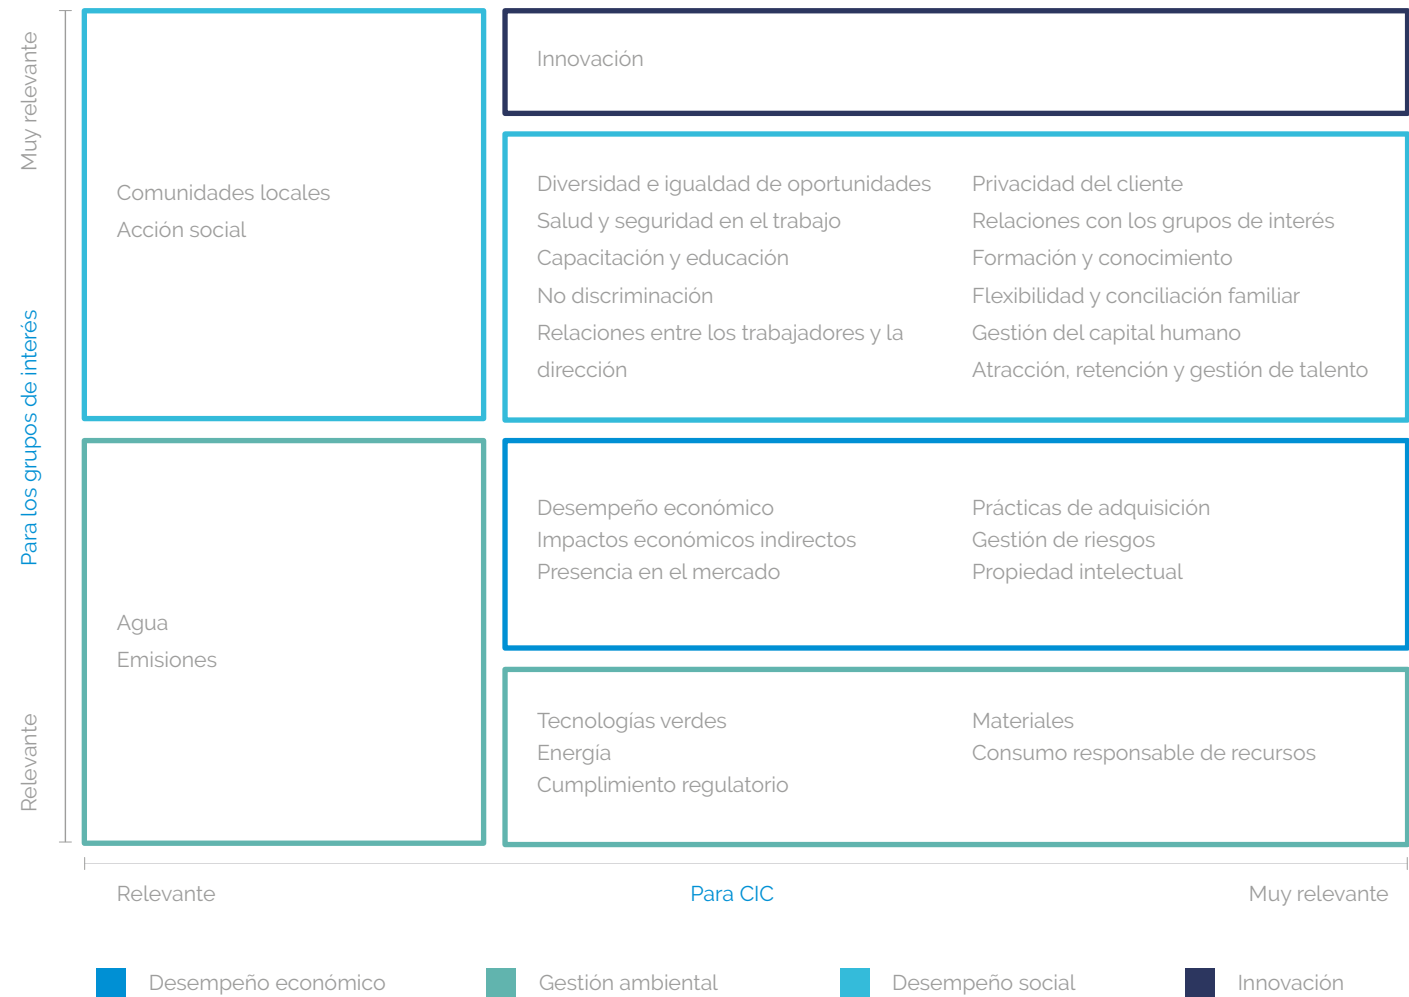 Muy relevante
Para los grupos de interés
Relevante
Comunidades locales
Acción social
Innovación
Diversidad e igualdad de oportunidades
Salud y seguridad en el trabajo
Capacitación y educación
No discriminación
Relaciones entre los trabajadores y la
dirección
Privacidad del cliente
Relaciones con los grupos de interés
Formación y conocimiento
Flexibilidad y conciliación familiar
Gestión del capital humano
Atracción, retención y gestión de talento
Agua
Emisiones
Desempeño económico
Impactos económicos indirectos
Presencia en el mercado
Prácticas de adquisición
Gestión de riesgos
Propiedad intelectual
Tecnologías verdes
Energía
Cumplimiento regulatorio
Materiales
Consumo responsable de recursos
Relevante
Para CIC
Muy relevante
Desempeño económico
Gestión ambiental
Desempeño social
Innovación